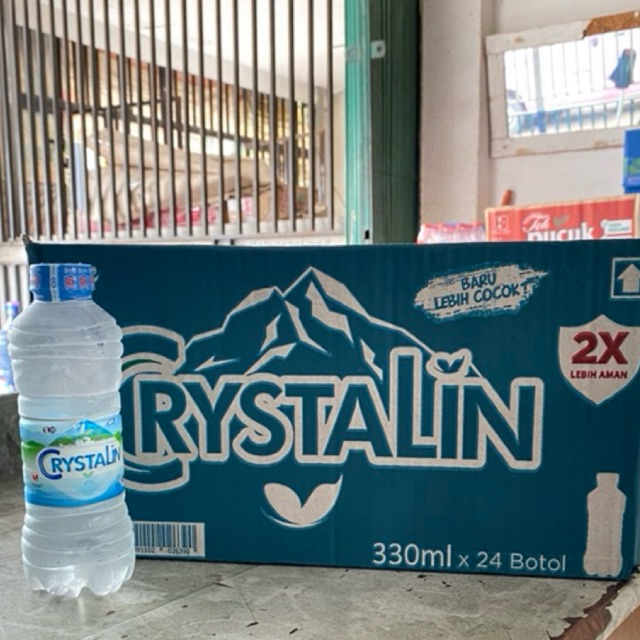 Teh
PUCUK
BARU
LEBIH COCOK!
2X
LEBIH AMAN
CRYSTALIN
CRYSTALIN
330ml x 24 Botol